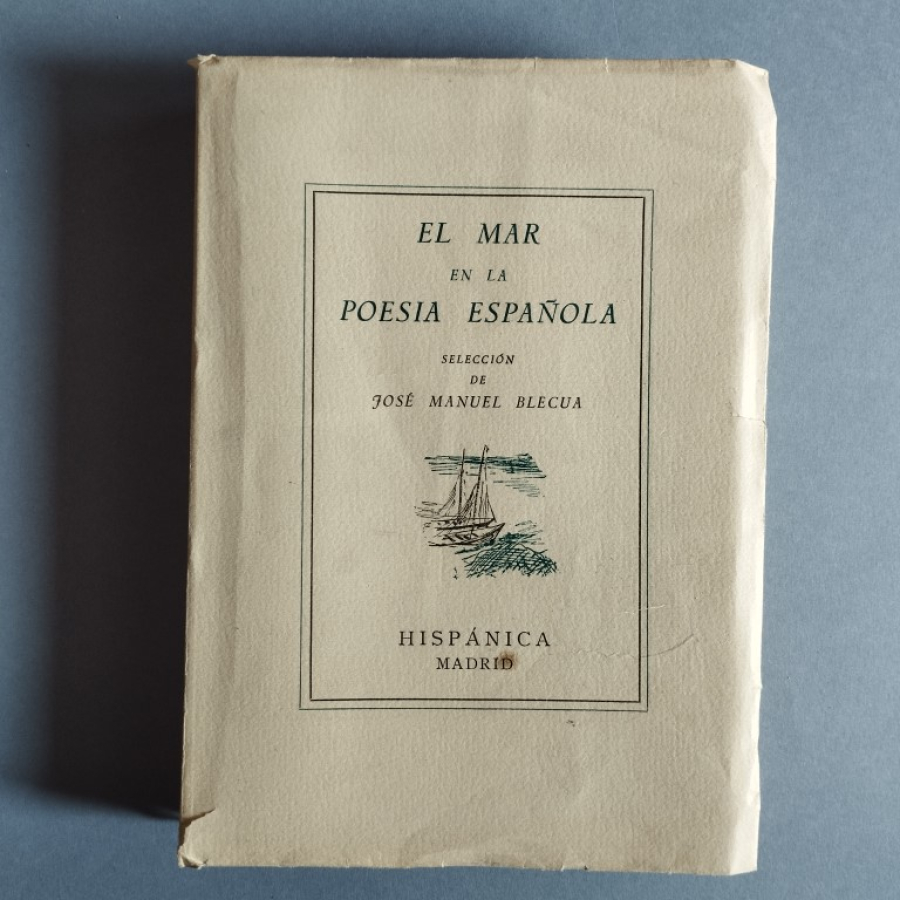 EL MAR
EN LA
POESIA ESPAÑOLA
SELECCIÓN
DE
JOSÉ MANUEL BLECUA
HISPÁNICA
MADRID